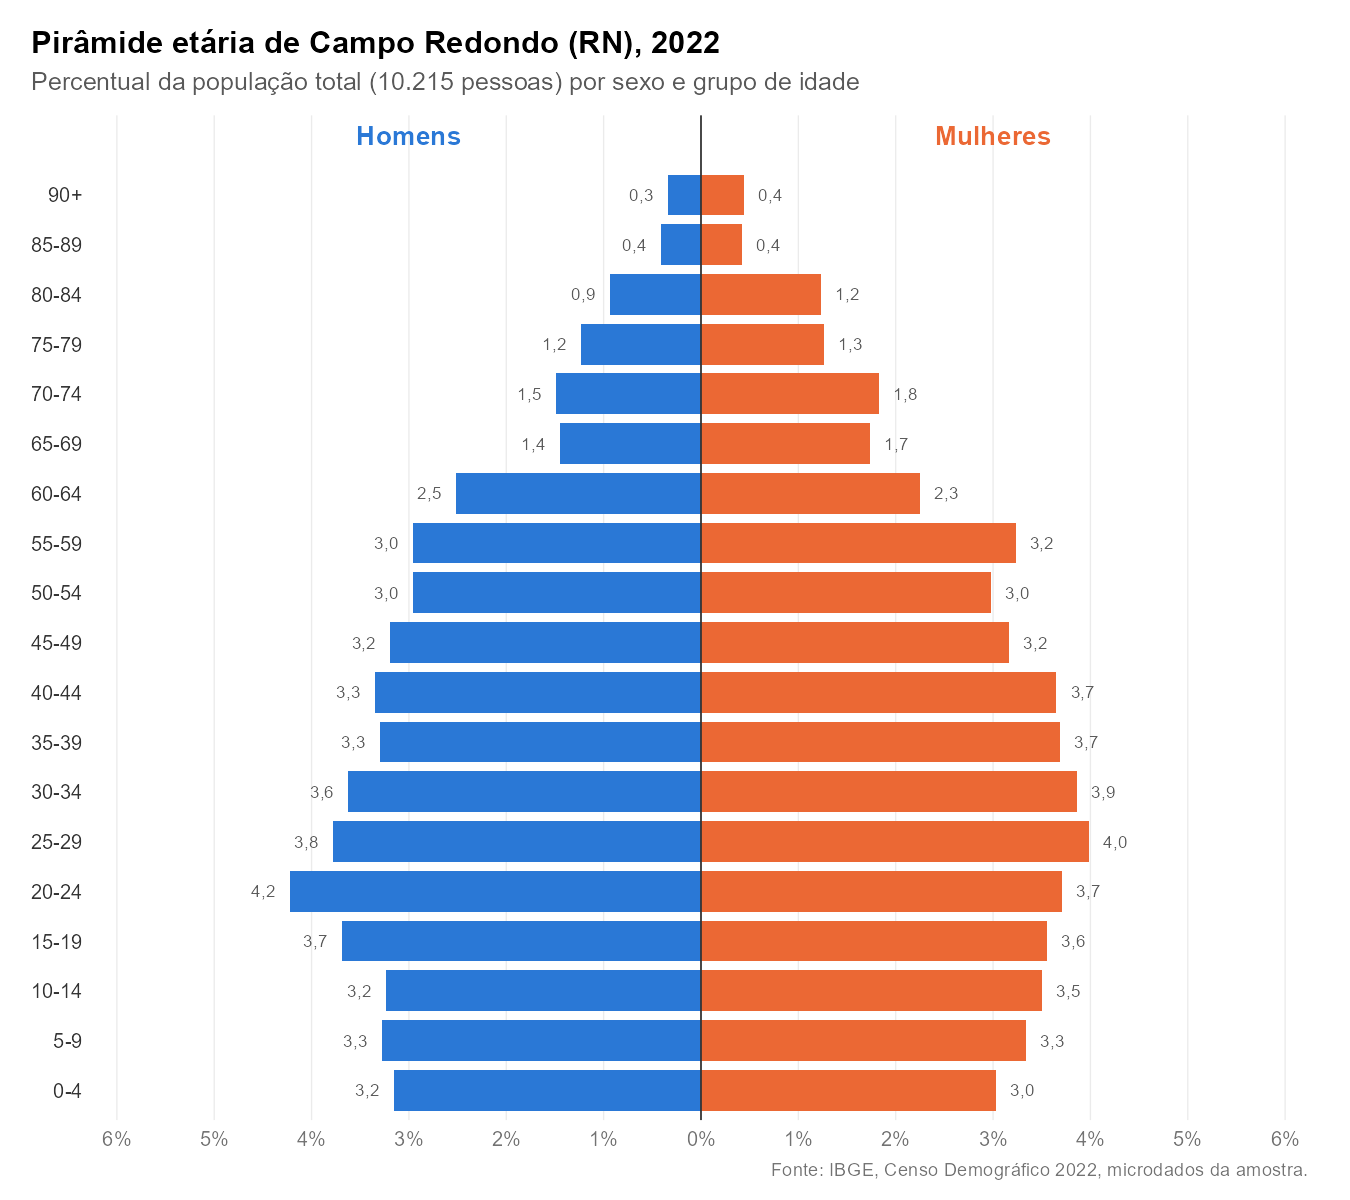 Pirâmide etária de Campo Redondo (RN), 2022
Percentual da população total (10.215 pessoas) por sexo e grupo de idade
Homens Mulheres
90+ 0,3 0,4
85-89 0,4 0,4
80-84 0,9 1,2
75-79 1,2 1,3
70-74 1,5 1,8
65-69 1,4 1,7
60-64 2,5 2,3
55-59 3,0 3,2
50-54 3,0 3,0
45-49 3,2 3,2
40-44 3,3 3,7
35-39 3,3 3,7
30-34 3,6 3,9
25-29 3,8 4,0
20-24 4,2 3,7
15-19 3,7 3,6
10-14 3,2 3,5
5-9 3,3 3,3
0-4 3,2 3,0
6% 5% 4% 3% 2% 1% 0% 1% 2% 3% 4% 5% 6%
Fonte: IBGE, Censo Demográfico 2022, microdados da amostra.